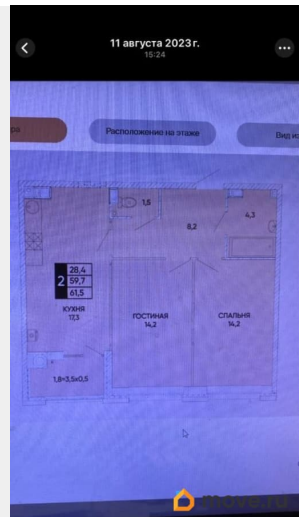 11 августа 2023 г.
15:24
ра
Расположение на этаже
Вид из
1,5
4,3
8,2
28,4
2 59,7
61,5
КУХНЯ
17,3
ГОСТИНАЯ
14,2
СПАЛЬНЯ
14,2
1,8=3,5x0,5
move.ru